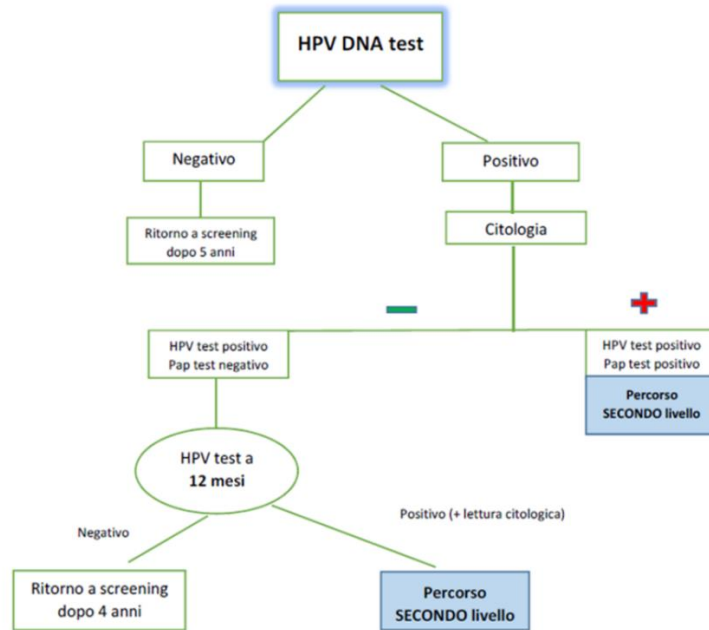 HPV DNA test
Negativo
Positivo
Ritorno a screening
dopo 5 anni
Citologia
HPV test positivo
Pap test negativo
HPV test positivo
Pap test positivo
Percorso
SECONDO livello
HPV test a
12 mesi
Negativo
Positivo (+ lettura citologica)
Ritorno a screening
dopo 4 anni
Percorso
SECONDO livello